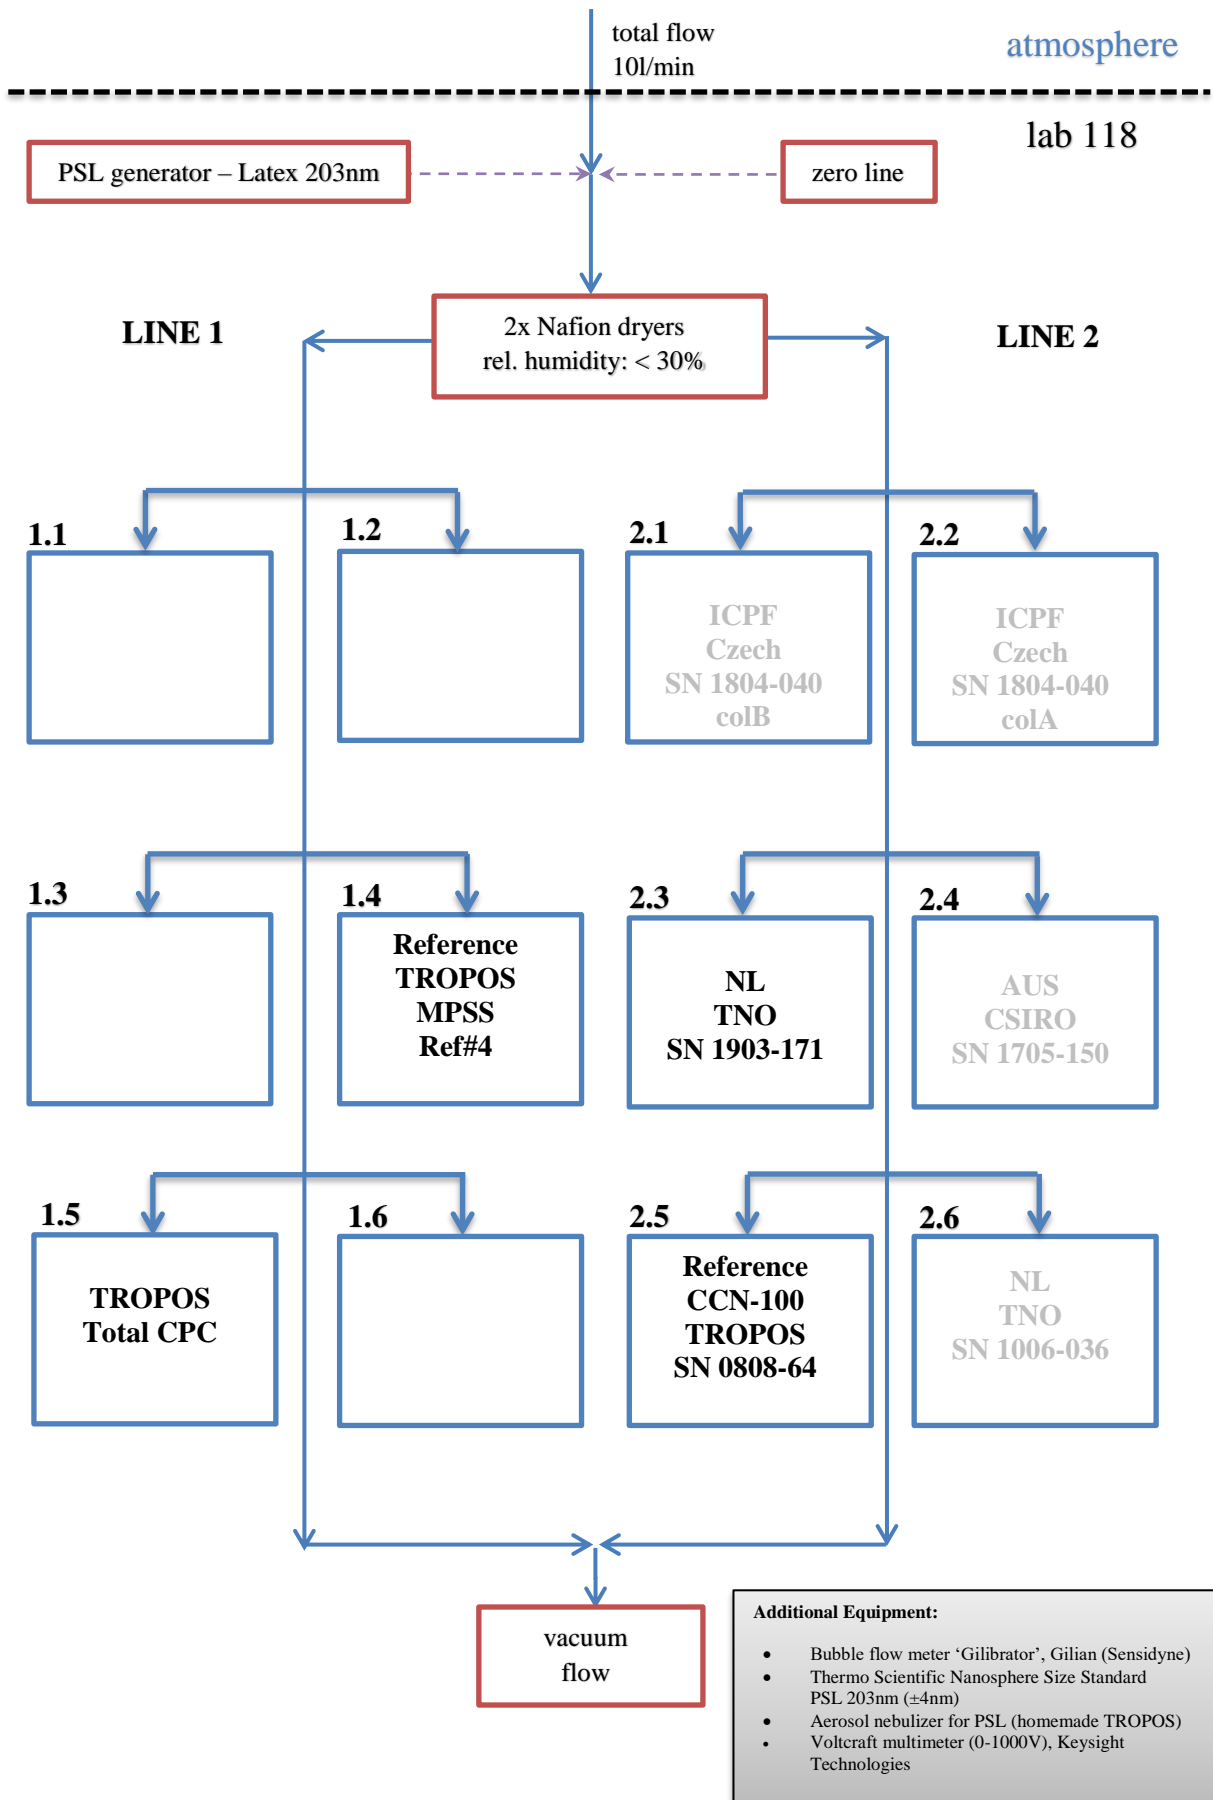 total flow
10l/min
atmosphere
lab 118
PSL generator – Latex 203nm
zero line
LINE 1
2x Nafion dryers
rel. humidity: < 30%
LINE 2
1.1
1.2
2.1
ICPF
Czech
SN 1804-040
colB
2.2
ICPF
Czech
SN 1804-040
colA
1.3
1.4
Reference
TROPOS
MPSS
Ref#4
2.3
NL
TNO
SN 1903-171
2.4
AUS
CSIRO
SN 1705-150
1.5
TROPOS
Total CPC
1.6
2.5
Reference
CCN-100
TROPOS
SN 0808-64
2.6
NL
TNO
SN 1006-036
vacuum
flow
Additional Equipment:
• Bubble flow meter ‘Gilibrator’, Gilian (Sensidyne)
• Thermo Scientific Nanosphere Size Standard
PSL 203nm (±4nm)
• Aerosol nebulizer for PSL (homemade TROPOS)
• Voltcraft multimeter (0-1000V), Keysight
Technologies